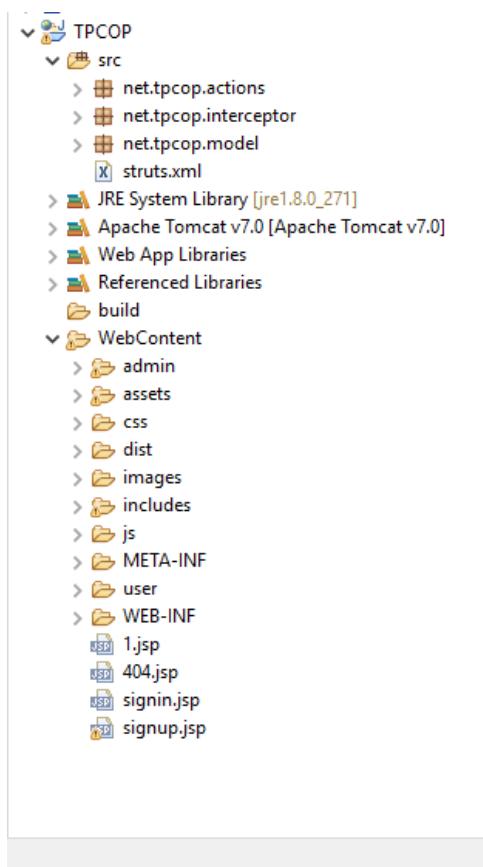 TPCOP
src
net.tpcop.actions
net.tpcop.interceptor
net.tpcop.model
struts.xml
JRE System Library [jre1.8.0_271]
Apache Tomcat v7.0 [Apache Tomcat v7.0]
Web App Libraries
Referenced Libraries
build
WebContent
admin
assets
css
dist
images
includes
js
META-INF
user
WEB-INF
1.jsp
404.jsp
signin.jsp
signup.jsp